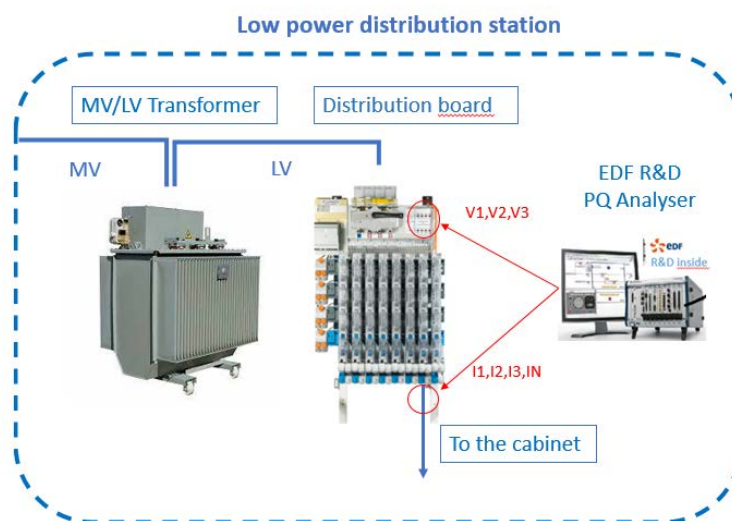 Low power distribution station
MV/LV Transformer
Distribution board
MV
LV
EDF R&D
PQ Analyser
V1,V2,V3
edf
R&D inside
I1,I2,I3,IN
To the cabinet